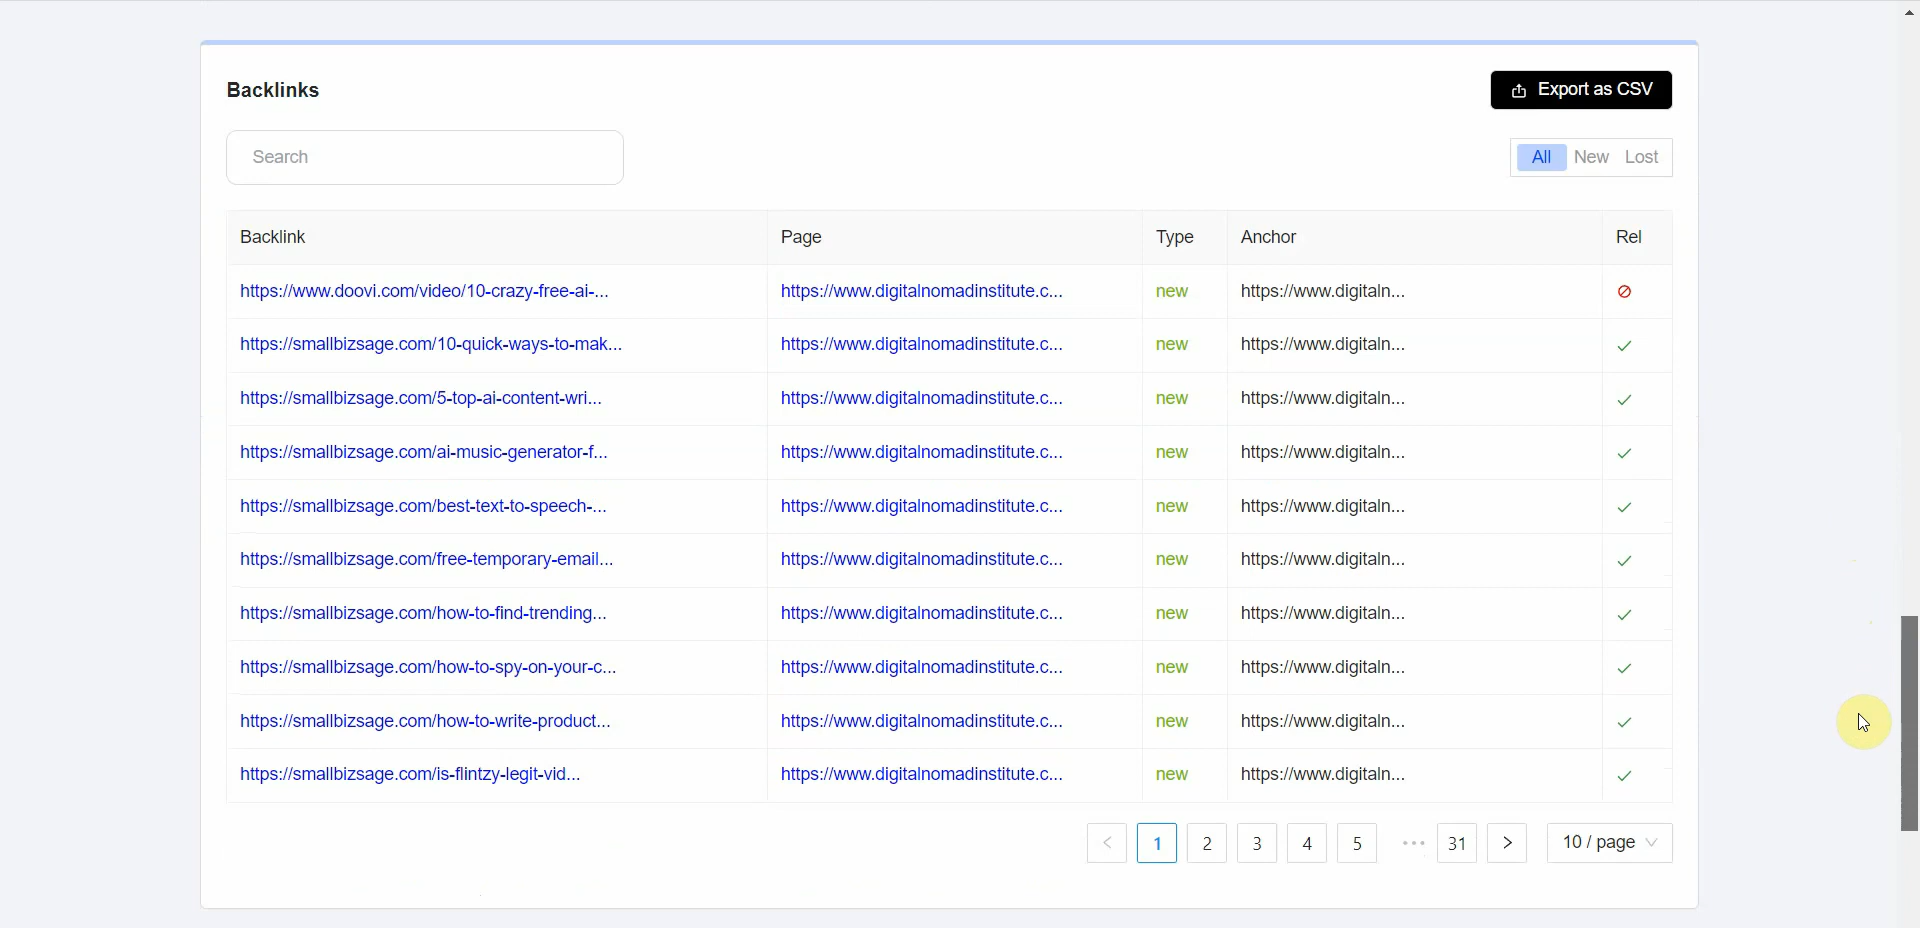 Backlinks
Export as CSV
Search
All New Lost
Backlink Page Type Anchor Rel
https://www.doovi.com/video/10-crazy-free-ai-... https://www.digitalnomadinstitute.c... new https://www.digitaln...
https://smallbizsage.com/10-quick-ways-to-mak... https://www.digitalnomadinstitute.c... new https://www.digitaln...
https://smallbizsage.com/5-top-ai-content-wri... https://www.digitalnomadinstitute.c... new https://www.digitaln...
https://smallbizsage.com/ai-music-generator-f... https://www.digitalnomadinstitute.c... new https://www.digitaln...
https://smallbizsage.com/best-text-to-speech-... https://www.digitalnomadinstitute.c... new https://www.digitaln...
https://smallbizsage.com/free-temporary-email... https://www.digitalnomadinstitute.c... new https://www.digitaln...
https://smallbizsage.com/how-to-find-trending... https://www.digitalnomadinstitute.c... new https://www.digitaln...
https://smallbizsage.com/how-to-spy-on-your-c... https://www.digitalnomadinstitute.c... new https://www.digitaln...
https://smallbizsage.com/how-to-write-product... https://www.digitalnomadinstitute.c... new https://www.digitaln...
https://smallbizsage.com/is-flintzy-legit-vid... https://www.digitalnomadinstitute.c... new https://www.digitaln...
< 1 2 3 4 5 ••• 31 > 10 / page